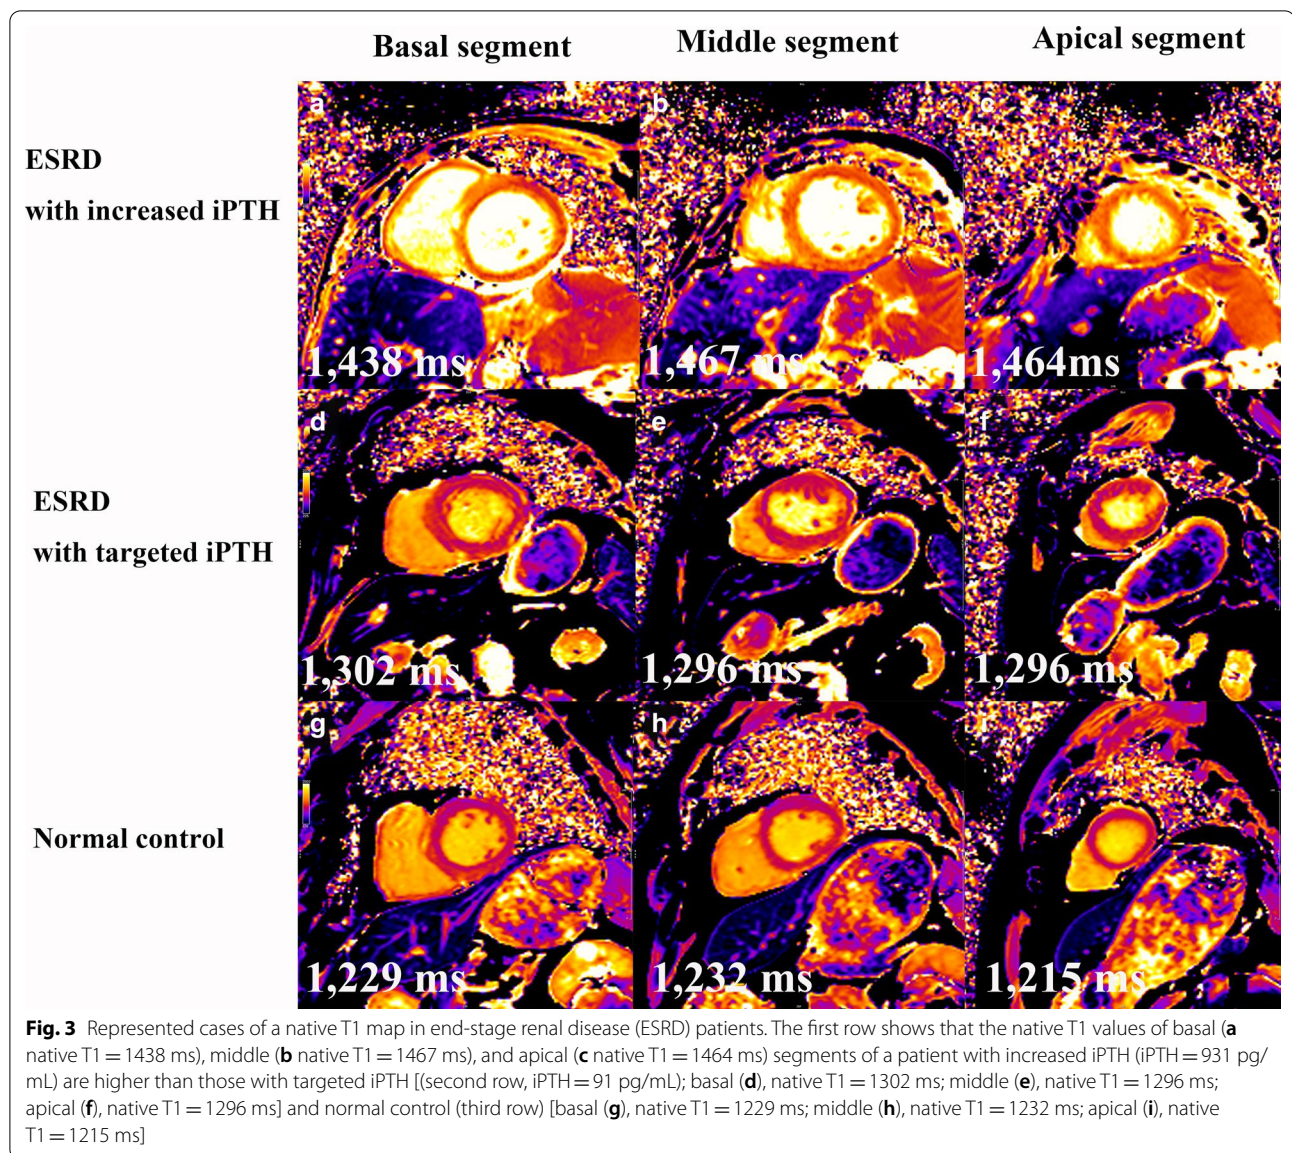 Basal segment Middle segment Apical segment
a b c
ESRD
with increased iPTH
1,438 ms 1,467 ms 1,464ms
d e f
ESRD
with targeted iPTH
1,302 ms 1,296 ms 1,296 ms
g h i
Normal control
1,229 ms 1,232 ms 1,215 ms
Fig. 3 Represented cases of a native T1 map in end-stage renal disease (ESRD) patients. The first row shows that the native T1 values of basal (a
native T1 = 1438 ms), middle (b native T1 = 1467 ms), and apical (c native T1 = 1464 ms) segments of a patient with increased iPTH (iPTH = 931 pg/
mL) are higher than those with targeted iPTH [(second row, iPTH = 91 pg/mL); basal (d), native T1 = 1302 ms; middle (e), native T1 = 1296 ms;
apical (f), native T1 = 1296 ms] and normal control (third row) [basal (g), native T1 = 1229 ms; middle (h), native T1 = 1232 ms; apical (i), native
T1 = 1215 ms]